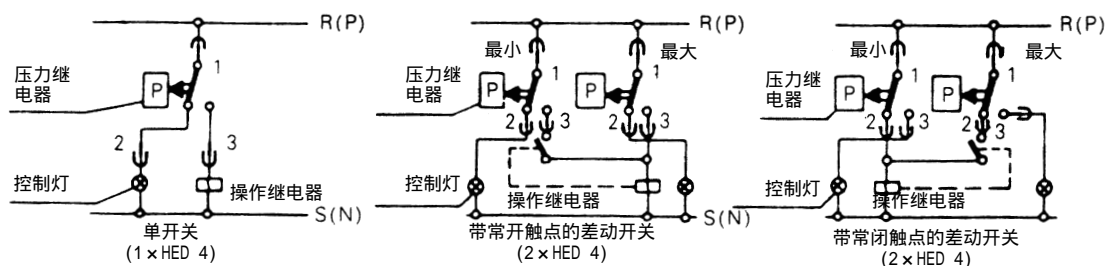 R(P)
1
压力继
电器
P
2
3
控制灯
操作继电器
S(N)
单开关
(1×HED 4)
R(P)
最小
最大
1
1
压力继
电器
P
P
2
3
2
3
控制灯
操作继电器
S(N)
带常开触点的差动开关
(2×HED 4)
R(P)
最小
最大
1
1
压力继
电器
P
P
2
3
2
3
控制灯
操作继电器
带常闭触点的差动开关
(2×HED 4)